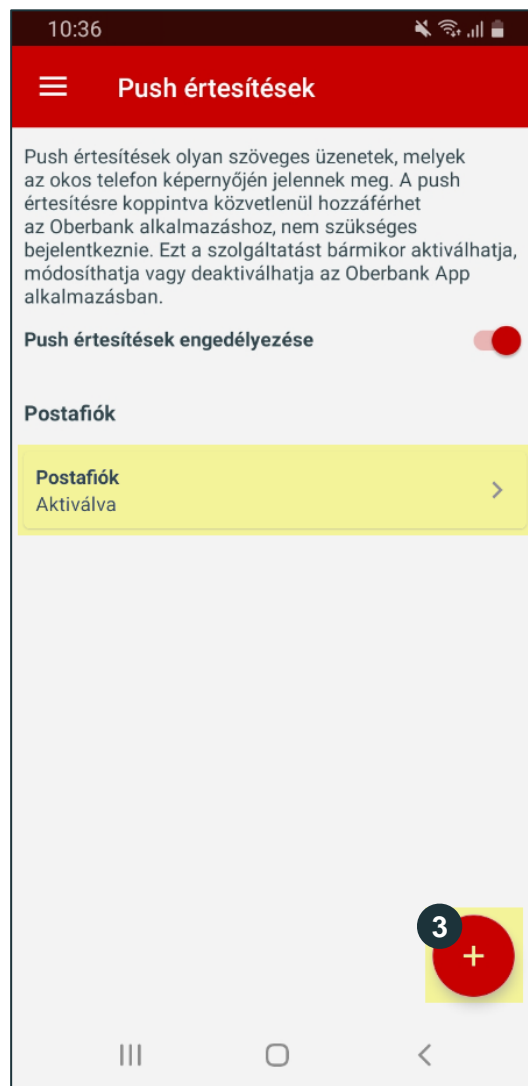 10:36
Push értesítések
Push értesítések olyan szöveges üzenetek, melyek
az okos telefon képernyőjén jelennek meg. A push
értesítésre koppintva közvetlenül hozzáférhet
az Oberbank alkalmazáshoz, nem szükséges
bejelentkeznie. Ezt a szolgáltatást bármikor aktiválhatja,
módosíthatja vagy deaktiválhatja az Oberbank App
alkalmazásban.
Push értesítések engedélyezése
Postafiók
Postafiók
Aktiválva
3
+